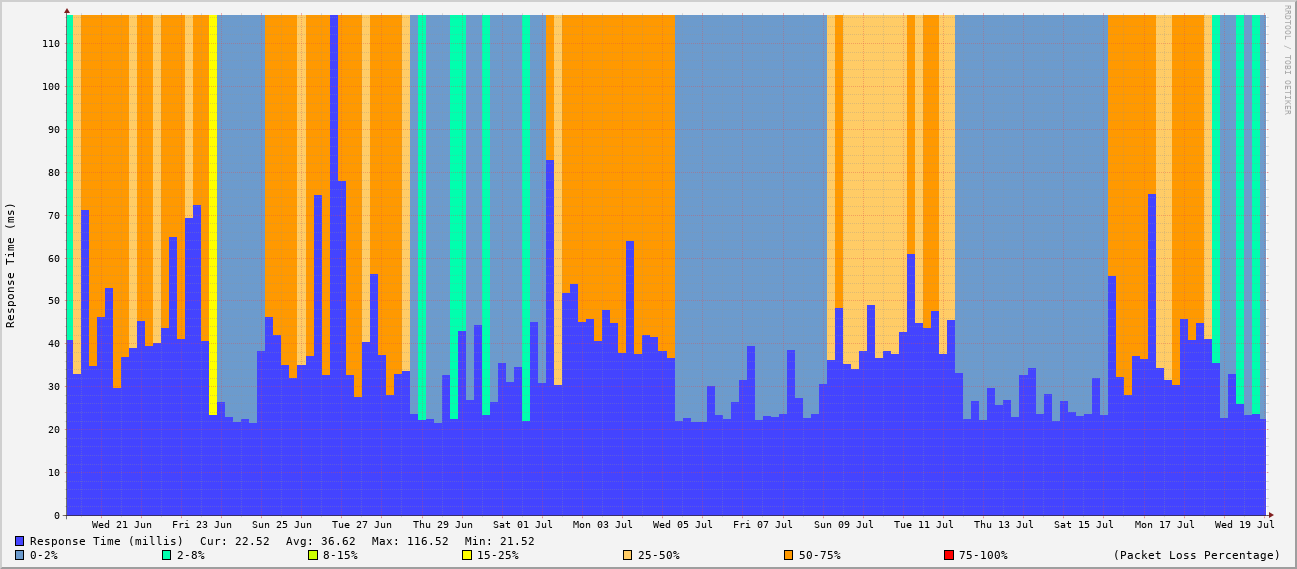 RRDTOOL / TOBI OETIKER
Response Time (ms)
110
100
90
80
70
60
50
40
30
20
10
0
Wed 21 Jun Fri 23 Jun Sun 25 Jun Tue 27 Jun Thu 29 Jun Sat 01 Jul Mon 03 Jul Wed 05 Jul Fri 07 Jul Sun 09 Jul Tue 11 Jul Thu 13 Jul Sat 15 Jul Mon 17 Jul Wed 19 Jul
Response Time (millis) Cur: 22.52 Avg: 36.62 Max: 116.52 Min: 21.52
0-2% 2-8% 8-15% 15-25% 25-50% 50-75% 75-100% (Packet Loss Percentage)